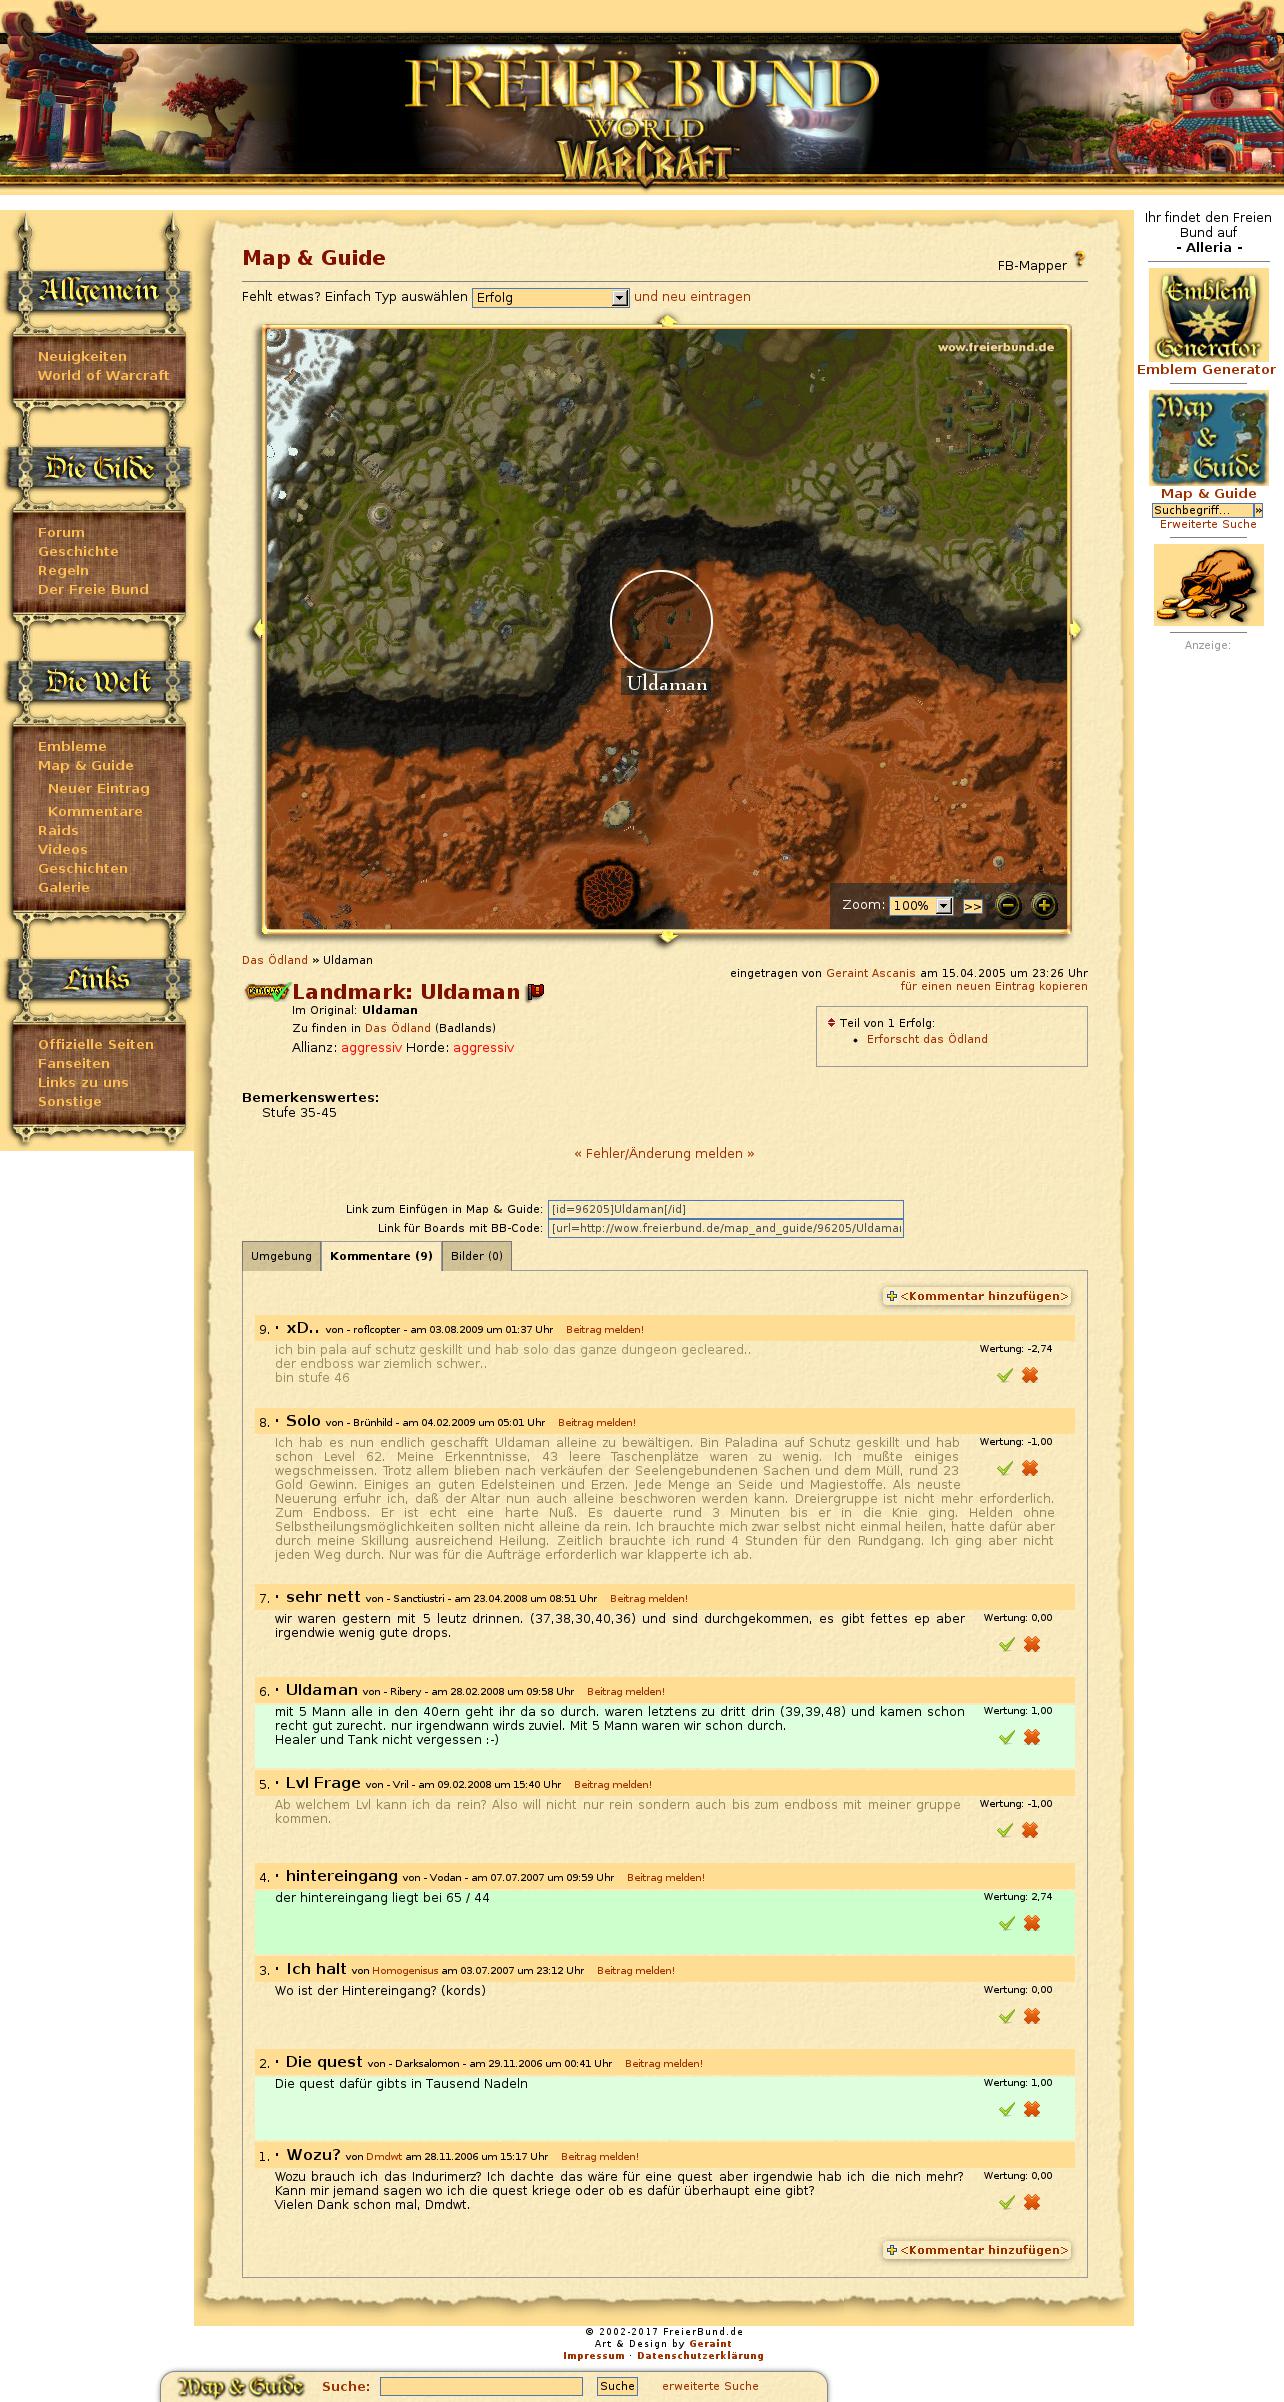 FREIER BUND
WORLD
WARCRAFT
Allgemein
Neuigkeiten
World of Warcraft
Die Gilde
Forum
Geschichte
Regeln
Der Freie Bund
Die Welt
Embleme
Map & Guide
Neuer Eintrag
Kommentare
Raids
Videos
Geschichten
Galerie
Links
Offizielle Seiten
Fanseiten
Links zu uns
Sonstige
Map & Guide
FB-Mapper
Fehlt etwas? Einfach Typ auswählen Erfolg und neu eintragen
wow.freierbund.de
Uldaman
Zoom: 100% >>
Das Ödland » Uldaman
eingetragen von Geraint Ascanis am 15.04.2005 um 23:26 Uhr
für einen neuen Eintrag kopieren
CATACLYSM
Landmark: Uldaman
Im Original: Uldaman
Zu finden in Das Ödland (Badlands)
Allianz: aggressiv Horde: aggressiv
Teil von 1 Erfolg:
• Erforscht das Ödland
Bemerkenswertes:
Stufe 35-45
« Fehler/Änderung melden »
Link zum Einfügen in Map & Guide: [id=96205]Uldaman[/id]
Link für Boards mit BB-Code: [url=http://wow.freierbund.de/map_and_guide/96205/Uldamar
Umgebung Kommentare (9) Bilder (0)
<Kommentar hinzufügen>
9. · xD.. von - roflcopter - am 03.08.2009 um 01:37 Uhr Beitrag melden!
ich bin pala auf schutz geskillt und hab solo das ganze dungeon gecleared.. Wertung: -2,74
der endboss war ziemlich schwer..
bin stufe 46
8. · Solo von - Brünhild - am 04.02.2009 um 05:01 Uhr Beitrag melden!
Ich hab es nun endlich geschafft Uldaman alleine zu bewältigen. Bin Paladina auf Schutz geskillt und hab Wertung: -1,00
schon Level 62. Meine Erkenntnisse, 43 leere Taschenplätze waren zu wenig. Ich mußte einiges
wegschmeissen. Trotz allem blieben nach verkäufen der Seelengebundenen Sachen und dem Müll, rund 23
Gold Gewinn. Einiges an guten Edelsteinen und Erzen. Jede Menge an Seide und Magiestoffe. Als neuste
Neuerung erfuhr ich, daß der Altar nun auch alleine beschworen werden kann. Dreiergruppe ist nicht mehr erforderlich.
Zum Endboss. Er ist echt eine harte Nuß. Es dauerte rund 3 Minuten bis er in die Knie ging. Helden ohne
Selbstheilungsmöglichkeiten sollten nicht alleine da rein. Ich brauchte mich zwar selbst nicht einmal heilen, hatte dafür aber
durch meine Skillung ausreichend Heilung. Zeitlich brauchte ich rund 4 Stunden für den Rundgang. Ich ging aber nicht
jeden Weg durch. Nur was für die Aufträge erforderlich war klapperte ich ab.
7. · sehr nett von - Sanctiustri - am 23.04.2008 um 08:51 Uhr Beitrag melden!
wir waren gestern mit 5 leutz drinnen. (37,38,30,40,36) und sind durchgekommen, es gibt fettes ep aber Wertung: 0,00
irgendwie wenig gute drops.
6. · Uldaman von - Ribery - am 28.02.2008 um 09:58 Uhr Beitrag melden!
mit 5 Mann alle in den 40ern geht ihr da so durch. waren letztens zu dritt drin (39,39,48) und kamen schon Wertung: 1,00
recht gut zurecht. nur irgendwann wirds zuviel. Mit 5 Mann waren wir schon durch.
Healer und Tank nicht vergessen :-)
5. · Lvl Frage von - Vril - am 09.02.2008 um 15:40 Uhr Beitrag melden!
Ab welchem Lvl kann ich da rein? Also will nicht nur rein sondern auch bis zum endboss mit meiner gruppe Wertung: -1,00
kommen.
4. · hintereingang von - Vodan - am 07.07.2007 um 09:59 Uhr Beitrag melden!
der hintereingang liegt bei 65 / 44 Wertung: 2,74
3. · Ich halt von Homogenisus am 03.07.2007 um 23:12 Uhr Beitrag melden!
Wo ist der Hintereingang? (kords) Wertung: 0,00
2. · Die quest von - Darksalomon - am 29.11.2006 um 00:41 Uhr Beitrag melden!
Die quest dafür gibts in Tausend Nadeln Wertung: 1,00
1. · Wozu? von Dmdwt am 28.11.2006 um 15:17 Uhr Beitrag melden!
Wozu brauch ich das Indurimerz? Ich dachte das wäre für eine quest aber irgendwie hab ich die nich mehr? Wertung: 0,00
Kann mir jemand sagen wo ich die quest kriege oder ob es dafür überhaupt eine gibt?
Vielen Dank schon mal, Dmdwt.
<Kommentar hinzufügen>
Ihr findet den Freien
Bund auf
- Alleria -
Emblem
Generator
Emblem Generator
Map
&
Guide
Map & Guide
Suchbegriff... »
Erweiterte Suche
Anzeige:
© 2002-2017 FreierBund.de
Art & Design by Geraint
Impressum · Datenschutzerklärung
Map & Guide Suche: Suche erweiterte Suche